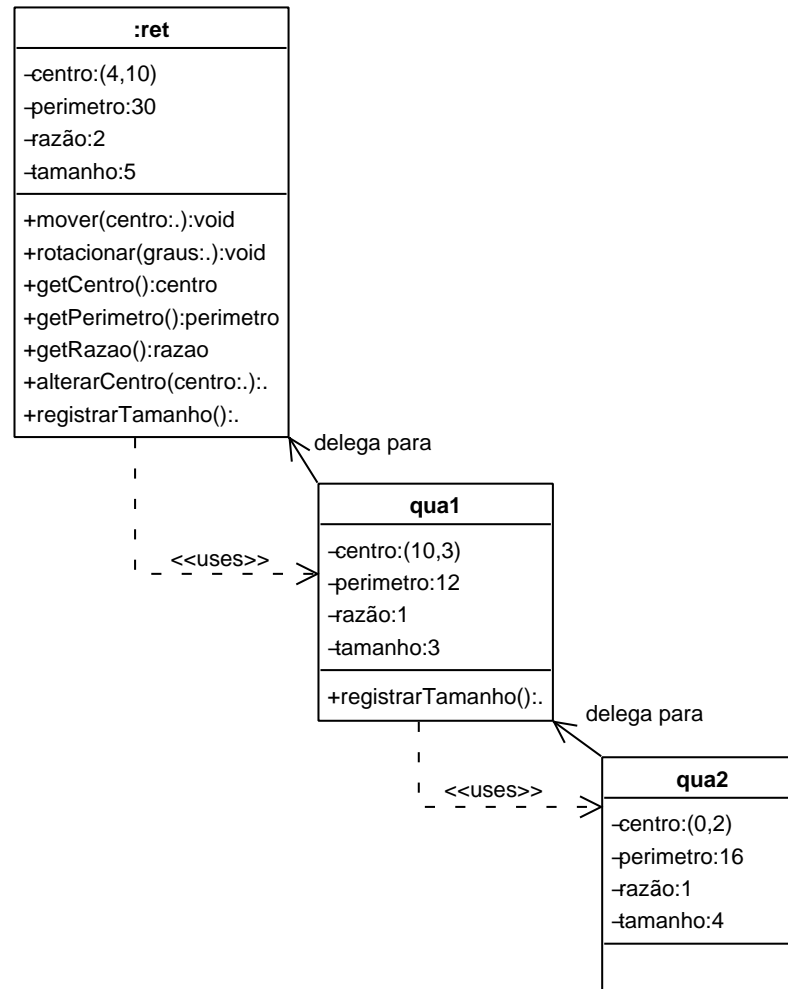 :ret
-centro:(4,10)
-perimetro:30
-razão:2
-tamanho:5
+mover(centro:.):void
+rotacionar(graus:.):void
+getCentro():centro
+getPerimetro():perimetro
+getRazao():razao
+alterarCentro(centro:.):.
+registrarTamanho():.
delega para
<<uses>>
qua1
-centro:(10,3)
-perimetro:12
-razão:1
-tamanho:3
+registrarTamanho():.
delega para
<<uses>>
qua2
-centro:(0,2)
-perimetro:16
-razão:1
-tamanho:4